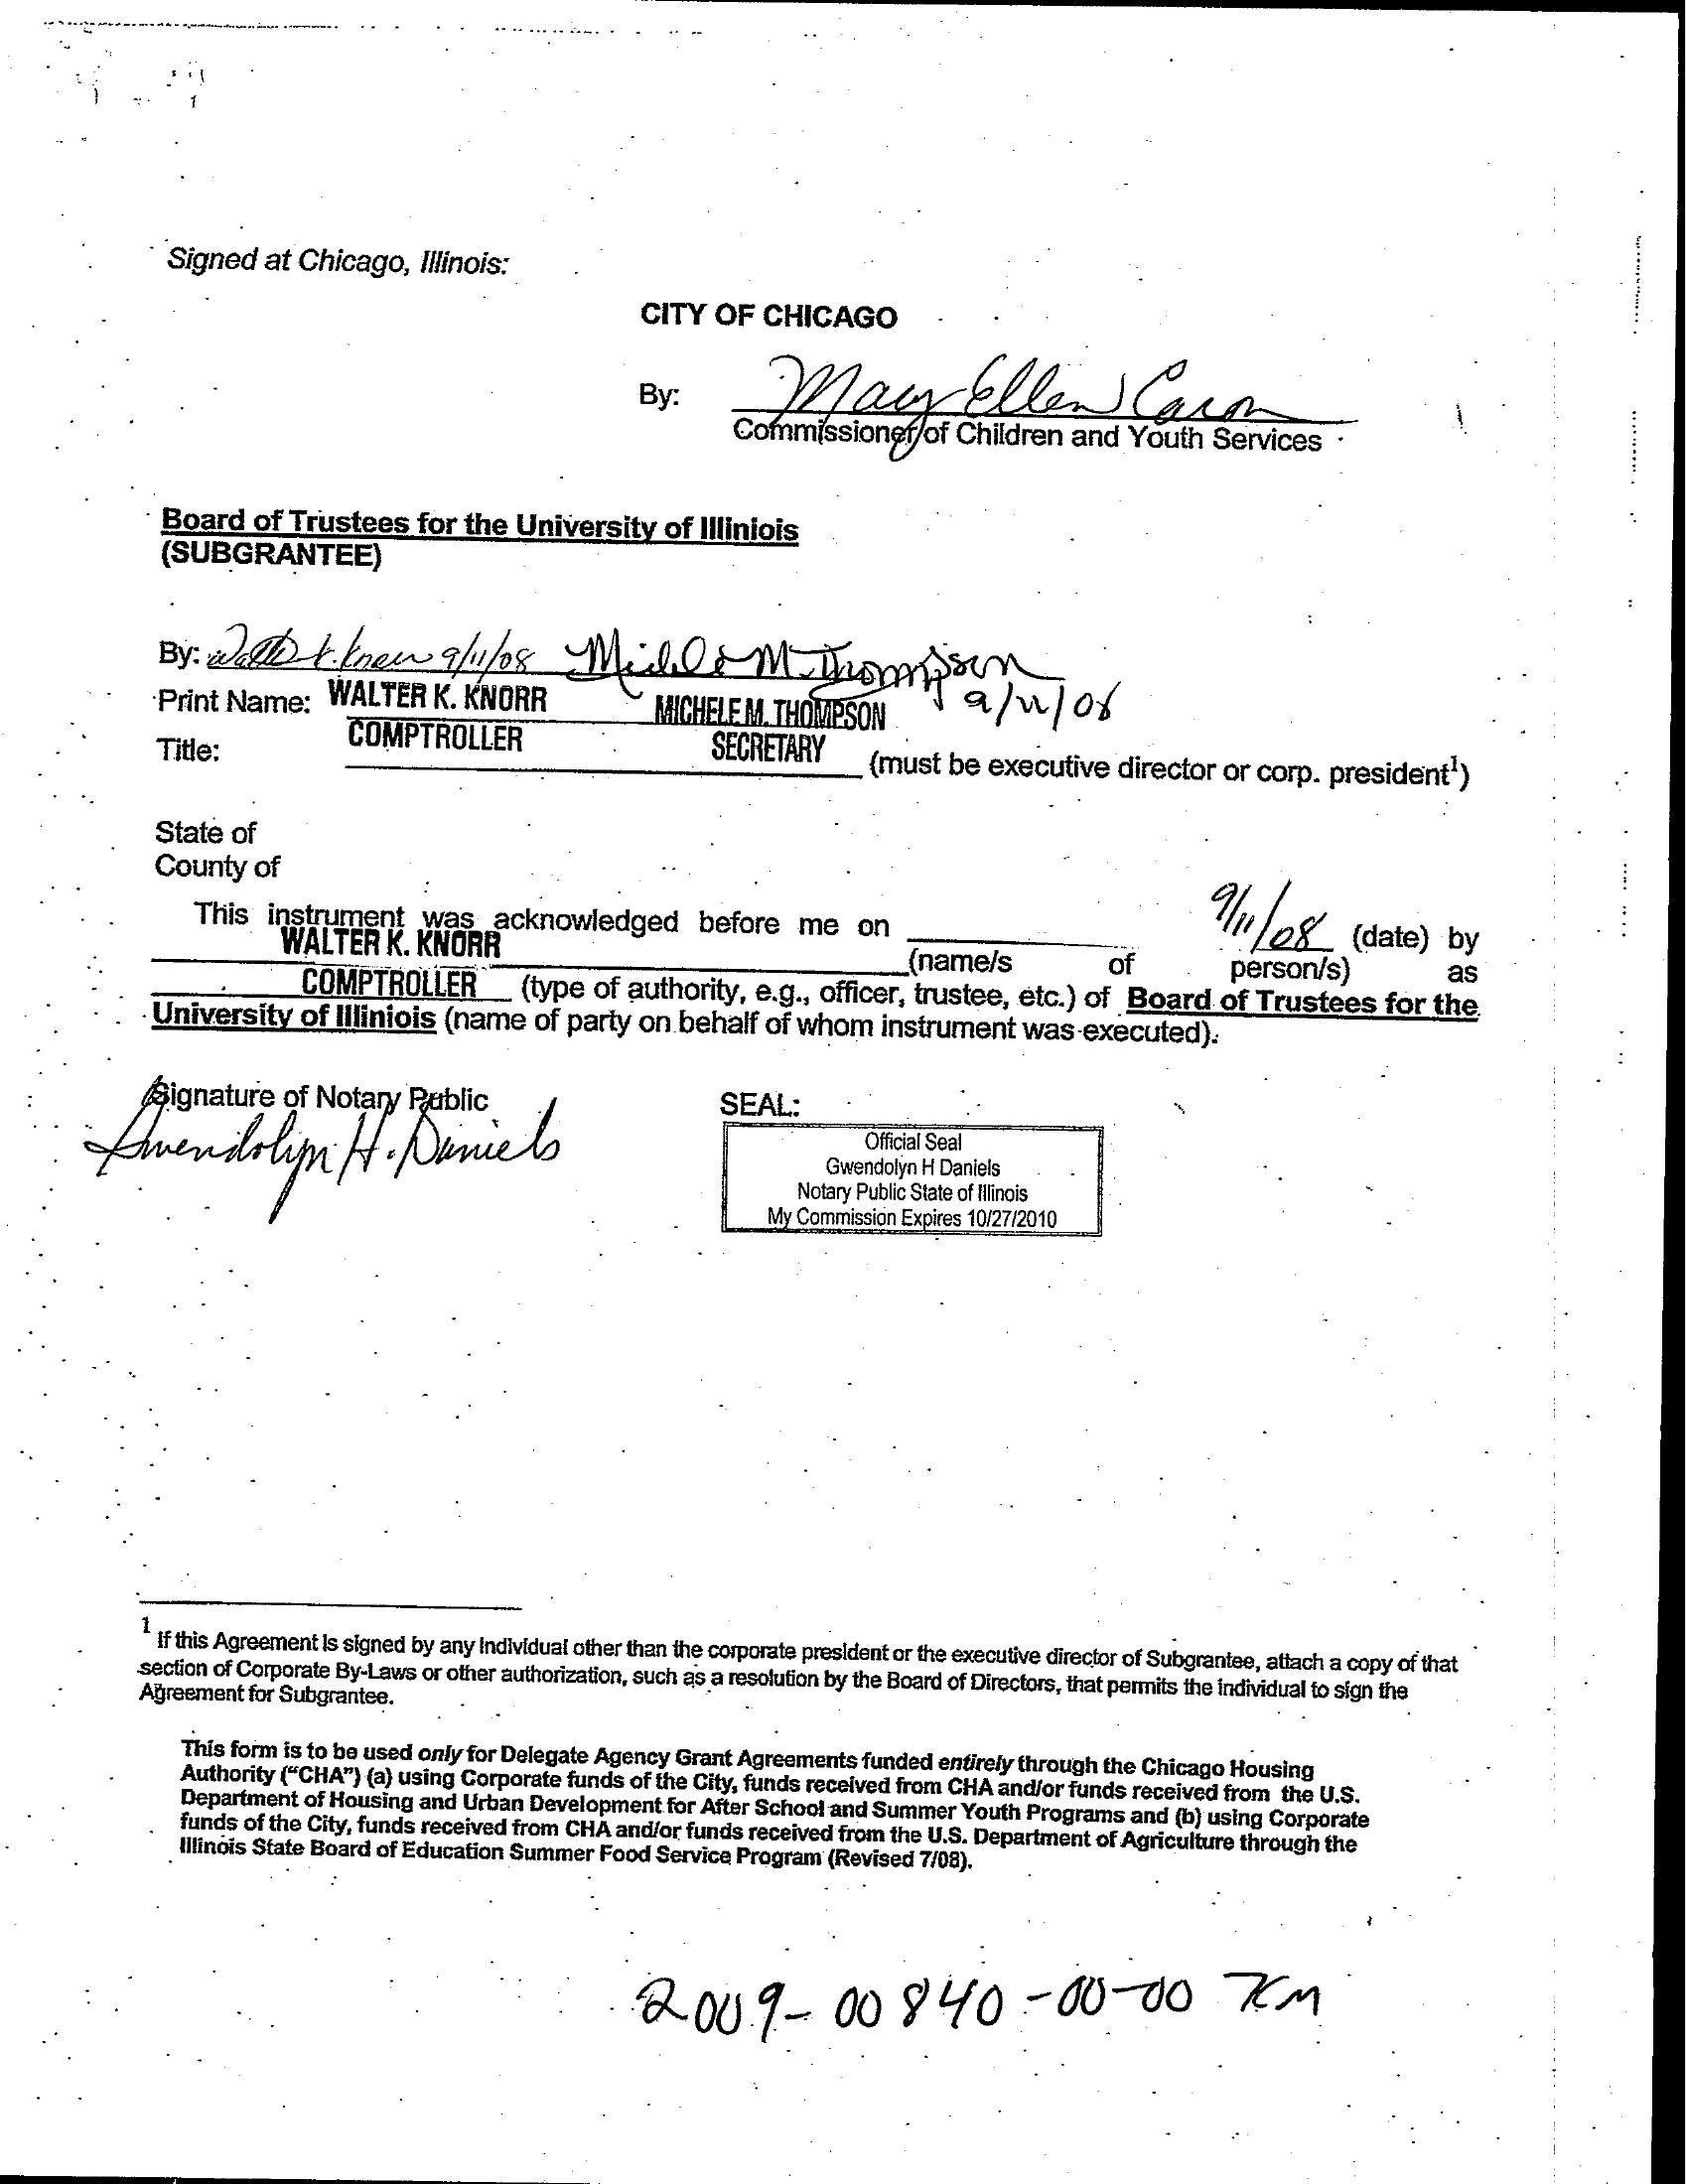 Signed at Chicago, Illinois:
CITY OF CHICAGO
By: Mary Ellen Caron
Commissioner of Children and Youth Services
Board of Trustees for the University of Illiniois
(SUBGRANTEE)
By: Walter K. Knorr 9/11/08 Michele M. Thompson
Print Name: WALTER K. KNORR MICHELE M. THOMPSON 9/11/08
Title: COMPTROLLER SECRETARY (must be executive director or corp. president¹)
State of
County of
This instrument was acknowledged before me on 9/11/08 (date) by
WALTER K. KNORR (name/s of person/s) as
COMPTROLLER (type of authority, e.g., officer, trustee, etc.) of Board of Trustees for the
University of Illiniois (name of party on behalf of whom instrument was executed).
Signature of Notary Public
Gwendolyn H. Daniels
SEAL:
Official Seal
Gwendolyn H Daniels
Notary Public State of Illinois
My Commission Expires 10/27/2010
1 If this Agreement is signed by any individual other than the corporate president or the executive director of Subgrantee, attach a copy of that
section of Corporate By-Laws or other authorization, such as a resolution by the Board of Directors, that permits the individual to sign the
Agreement for Subgrantee.
This form is to be used only for Delegate Agency Grant Agreements funded entirely through the Chicago Housing
Authority ("CHA") (a) using Corporate funds of the City, funds received from CHA and/or funds received from the U.S.
Department of Housing and Urban Development for After School and Summer Youth Programs and (b) using Corporate
funds of the City, funds received from CHA and/or funds received from the U.S. Department of Agriculture through the
Illinois State Board of Education Summer Food Service Program (Revised 7/08).
2009-00840-00-00 KM